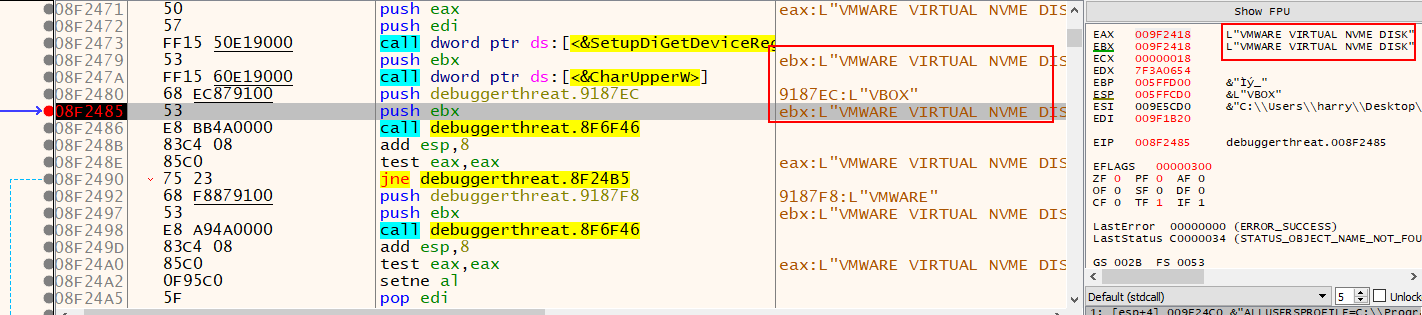 08F2471 50 push eax eax:L"VMWARE VIRTUAL NVME DIS
08F2472 57 push edi
08F2473 FF15 50E19000 call dword ptr ds:[<&SetupDiGetDeviceReg
08F2479 53 push ebx ebx:L"VMWARE VIRTUAL NVME DIS
08F247A FF15 60E19000 call dword ptr ds:[<&CharUpperW>]
08F2480 68 EC879100 push debuggerthreat.9187EC 9187EC:L"VBOX"
08F2485 53 push ebx ebx:L"VMWARE VIRTUAL NVME DIS
08F2486 E8 BB4A0000 call debuggerthreat.8F6F46
08F248B 83C4 08 add esp,8
08F248E 85C0 test eax,eax eax:L"VMWARE VIRTUAL NVME DIS
08F2490 75 23 jne debuggerthreat.8F24B5
08F2492 68 F8879100 push debuggerthreat.9187F8 9187F8:L"VMWARE"
08F2497 53 push ebx ebx:L"VMWARE VIRTUAL NVME DIS
08F2498 E8 A94A0000 call debuggerthreat.8F6F46
08F249D 83C4 08 add esp,8
08F24A0 85C0 test eax,eax eax:L"VMWARE VIRTUAL NVME DIS
08F24A2 0F95C0 setne al
08F24A5 5F pop edi
Show FPU
EAX 009F2418 L"VMWARE VIRTUAL NVME DISK"
EBX 009F2418 L"VMWARE VIRTUAL NVME DISK"
ECX 00000018
EDX 7F3A0654
EBP 005FFD00 &"Ìý_"
ESP 005FFCD0 &L"VBOX"
ESI 009E5CD0 &"C:\\Users\\harry\\Desktop\
EDI 009F1B20
EIP 008F2485 debuggerthreat.008F2485
EFLAGS 00000300
ZF 0 PF 0 AF 0
OF 0 SF 0 DF 0
CF 0 TF 1 IF 1
LastError 00000000 (ERROR_SUCCESS)
LastStatus C0000034 (STATUS_OBJECT_NAME_NOT_FOU
GS 002B FS 0053
Default (stdcall) 5 Unlock
1: [esp+4] 009F24C0 &"ALLUSERSPROFILE=C:\\Progr